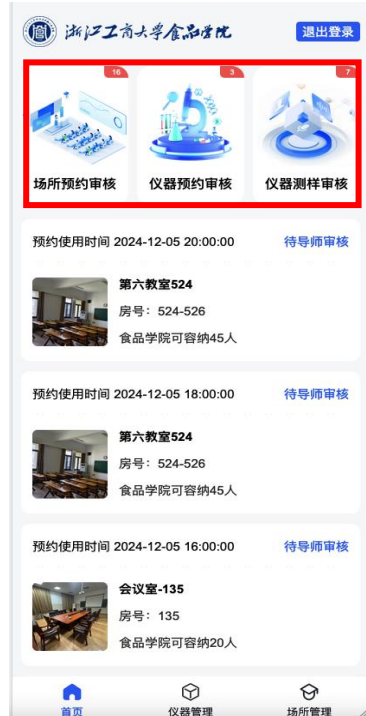 浙江工商大学食品学院
退出登录
16
3
7
场所预约审核
仪器预约审核
仪器测样审核
预约使用时间 2024-12-05 20:00:00
待导师审核
第六教室524
房号：524-526
食品学院可容纳45人
预约使用时间 2024-12-05 18:00:00
待导师审核
第六教室524
房号：524-526
食品学院可容纳45人
预约使用时间 2024-12-05 16:00:00
待导师审核
会议室-135
房号：135
食品学院可容纳20人
首页
仪器管理
场所管理